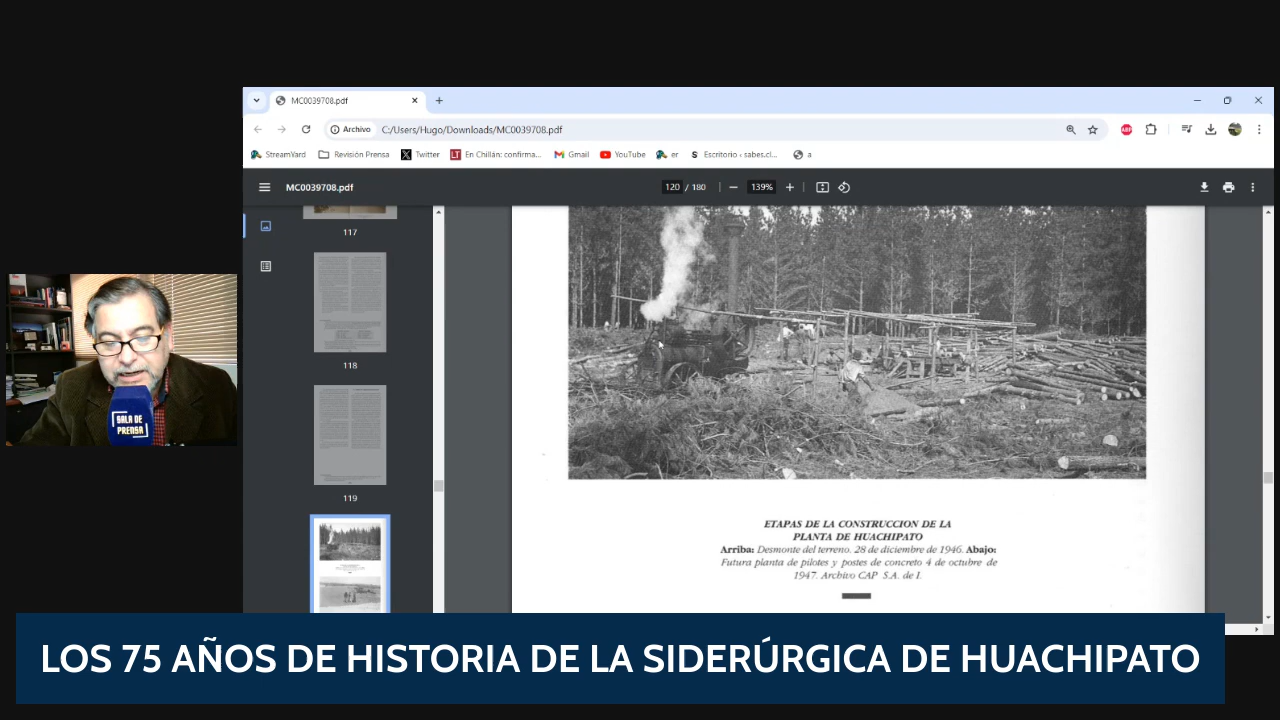 MC0039708.pdf
Archivo
C:/Users/Hugo/Downloads/MC0039708.pdf
ABP
StreamYard
Revisión Prensa
Twitter
LT En Chillán: confirma...
Gmail
YouTube
er
S Escritorio ‹ sabes.cl...
a
MC0039708.pdf
120 / 180
139%
117
118
119
SALA DE
PRENSA
ETAPAS DE LA CONSTRUCCION DE LA
PLANTA DE HUACHIPATO
Arriba: Desmonte del terreno. 28 de diciembre de 1946. Abajo:
Futura planta de pilotes y postes de concreto 4 de octubre de
1947. Archivo CAP S.A. de I.
LOS 75 AÑOS DE HISTORIA DE LA SIDERÚRGICA DE HUACHIPATO